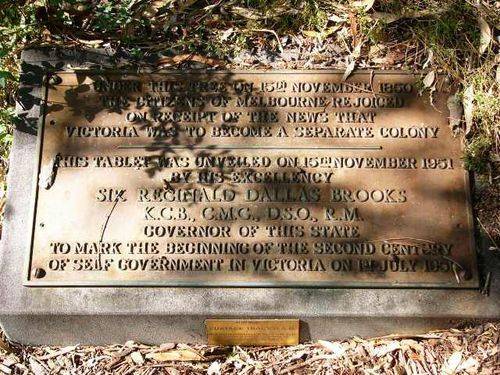 UNDER THIS TREE ON 15TH NOVEMBER 1850
THE CITIZENS OF MELBOURNE REJOICED
ON RECEIPT OF THE NEWS THAT
VICTORIA WAS TO BECOME A SEPARATE COLONY
THIS TABLET WAS UNVEILED ON 15TH NOVEMBER 1951
BY HIS EXCELLENCY
SIR REGINALD DALLAS BROOKS
K.C.B., C.M.G., D.S.O., R.M.
GOVERNOR OF THIS STATE
TO MARK THE BEGINNING OF THE SECOND CENTURY
OF SELF GOVERNMENT IN VICTORIA ON 1ST JULY 1951